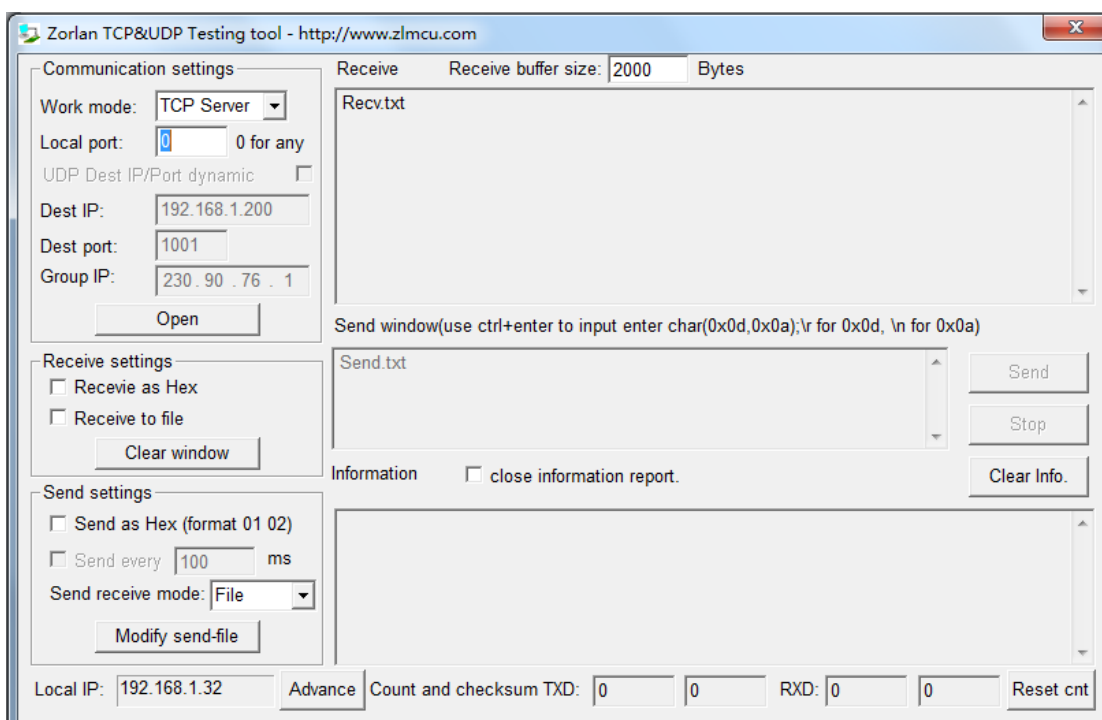 Zorlan TCP&UDP Testing tool - http://www.zlmcu.com
Communication settings
Work mode: TCP Server
Local port: 0 0 for any
UDP Dest IP/Port dynamic
Dest IP: 192.168.1.200
Dest port: 1001
Group IP: 230 . 90 . 76 . 1
Open
Receive settings
Recevie as Hex
Receive to file
Clear window
Send settings
Send as Hex (format 01 02)
Send every 100 ms
Send receive mode: File
Modify send-file
Receive Receive buffer size: 2000 Bytes
Recv.txt
Send window(use ctrl+enter to input enter char(0x0d,0x0a);\r for 0x0d, \n for 0x0a)
Send.txt
Send
Stop
Information close information report.
Clear Info.
Local IP: 192.168.1.32 Advance Count and checksum TXD: 0 0 RXD: 0 0 Reset cnt